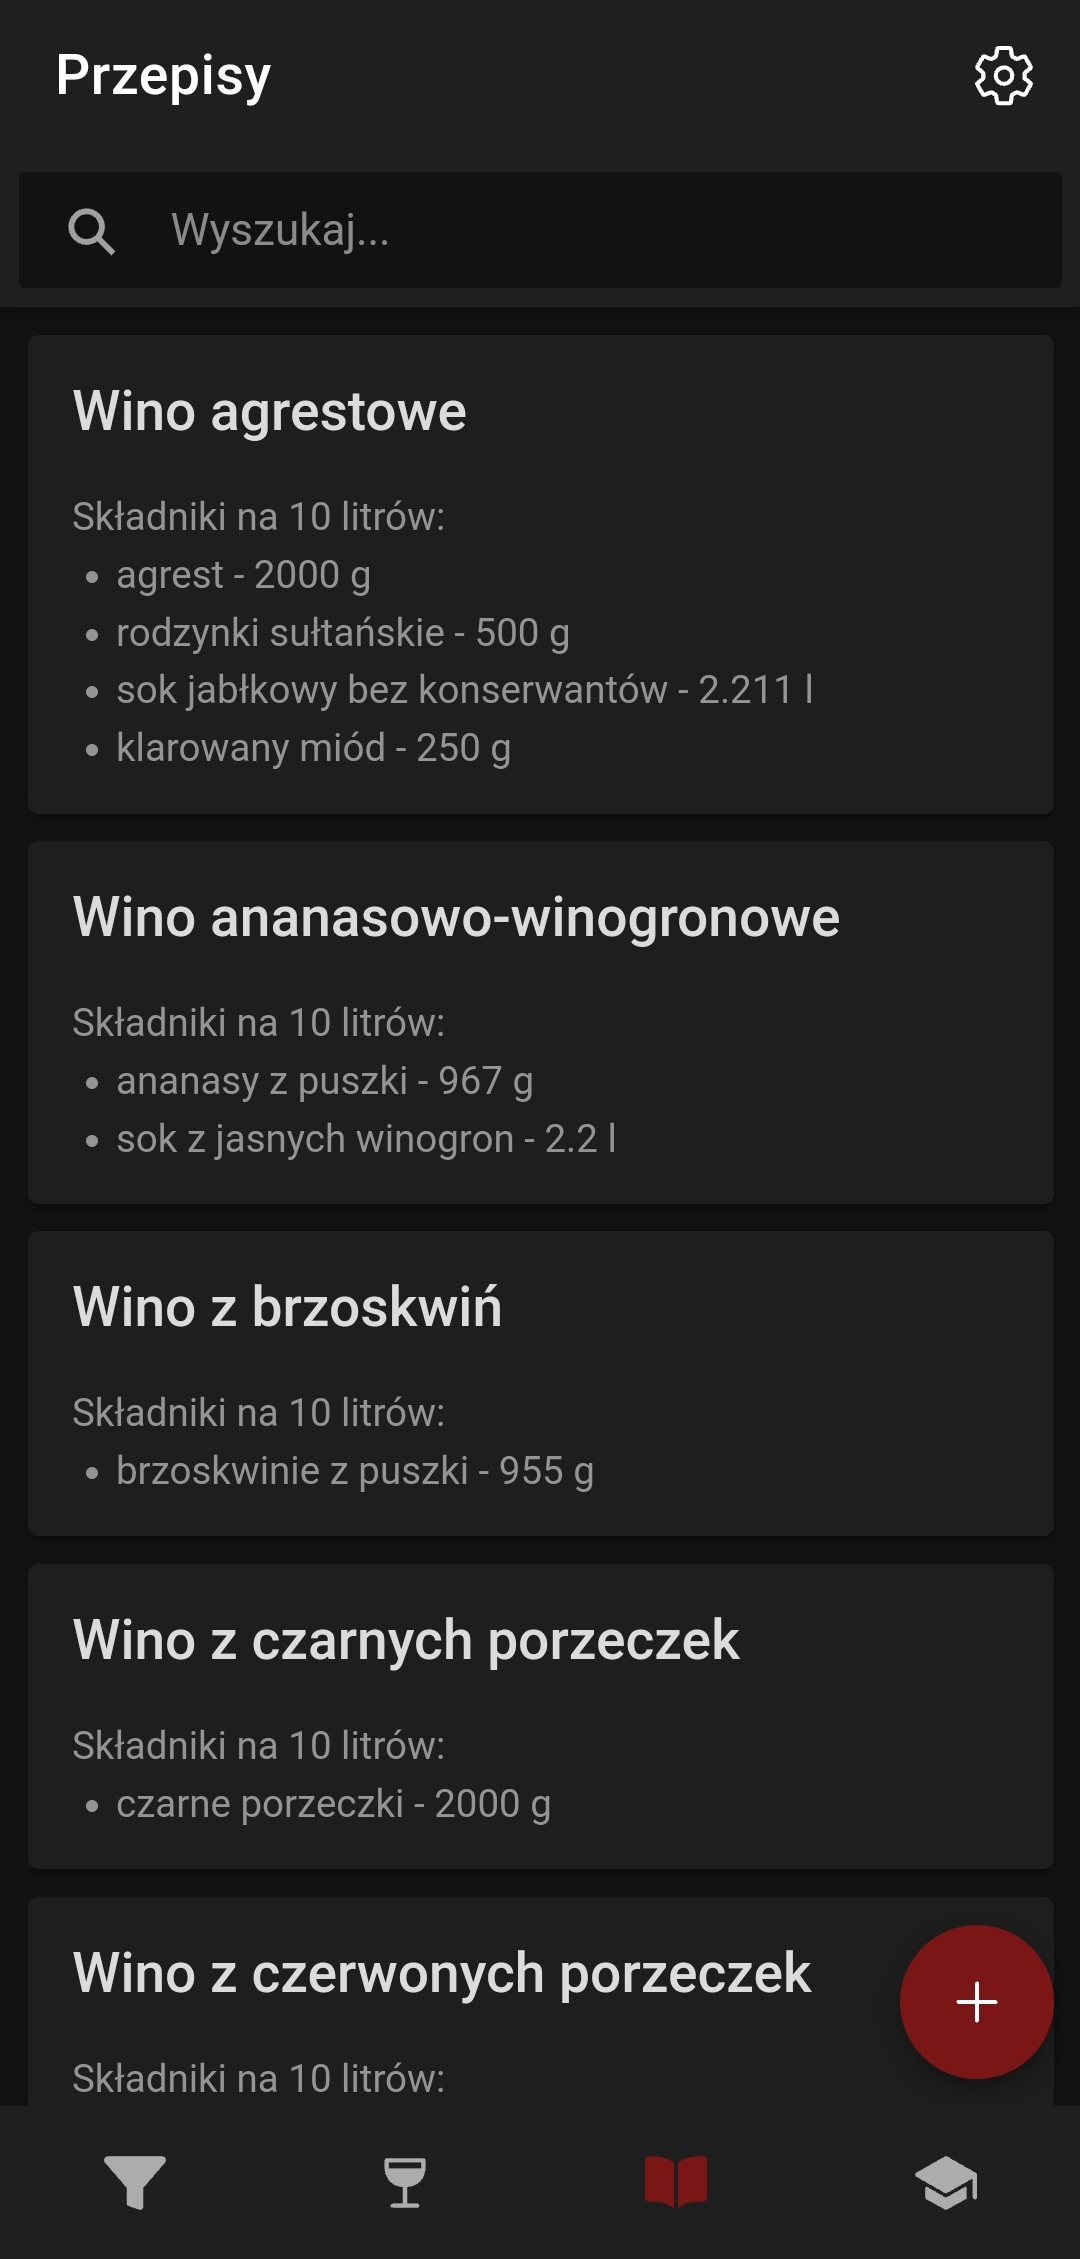 Przepisy
Wyszukaj...
Wino agrestowe
Składniki na 10 litrów:
• agrest - 2000 g
• rodzynki sułtańskie - 500 g
• sok jabłkowy bez konserwantów - 2.211 l
• klarowany miód - 250 g
Wino ananasowo-winogronowe
Składniki na 10 litrów:
• ananasy z puszki - 967 g
• sok z jasnych winogron - 2.2 l
Wino z brzoskwiń
Składniki na 10 litrów:
• brzoskwinie z puszki - 955 g
Wino z czarnych porzeczek
Składniki na 10 litrów:
• czarne porzeczki - 2000 g
Wino z czerwonych porzeczek
Składniki na 10 litrów: